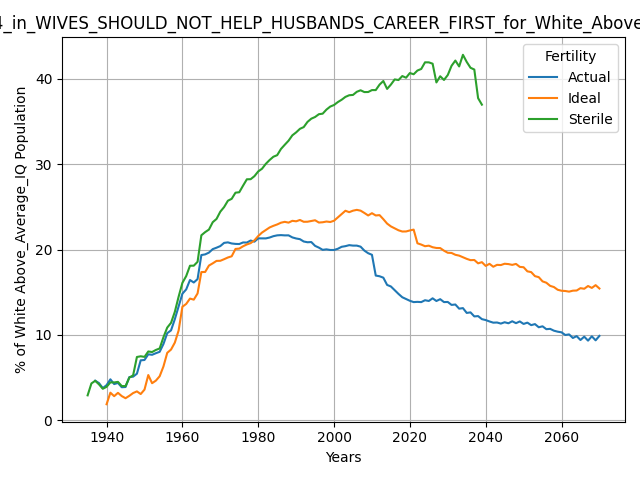 4_in_WIVES_SHOULD_NOT_HELP_HUSBANDS_CAREER_FIRST_for_White_Above
% of White Above_Average_IQ Population
40
30
20
10
0
Fertility
Actual
Ideal
Sterile
1940
1960
1980
2000
2020
2040
2060
Years